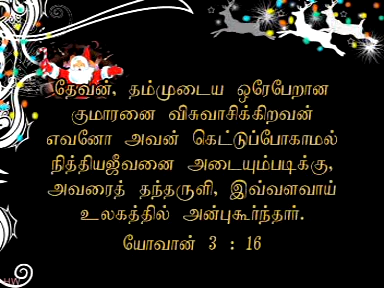 தேவன், தம்முடைய ஒரேபேறான
குமாரனை விசுவாசிக்கிறவன்
எவனோ அவன் கெட்டுப்போகாமல்
நித்தியஜீவனை அடையும்படிக்கு,
அவரைத் தந்தருளி, இவ்வளவாய்
உலகத்தில் அன்புகூர்ந்தார்.
யோவான் 3 : 16